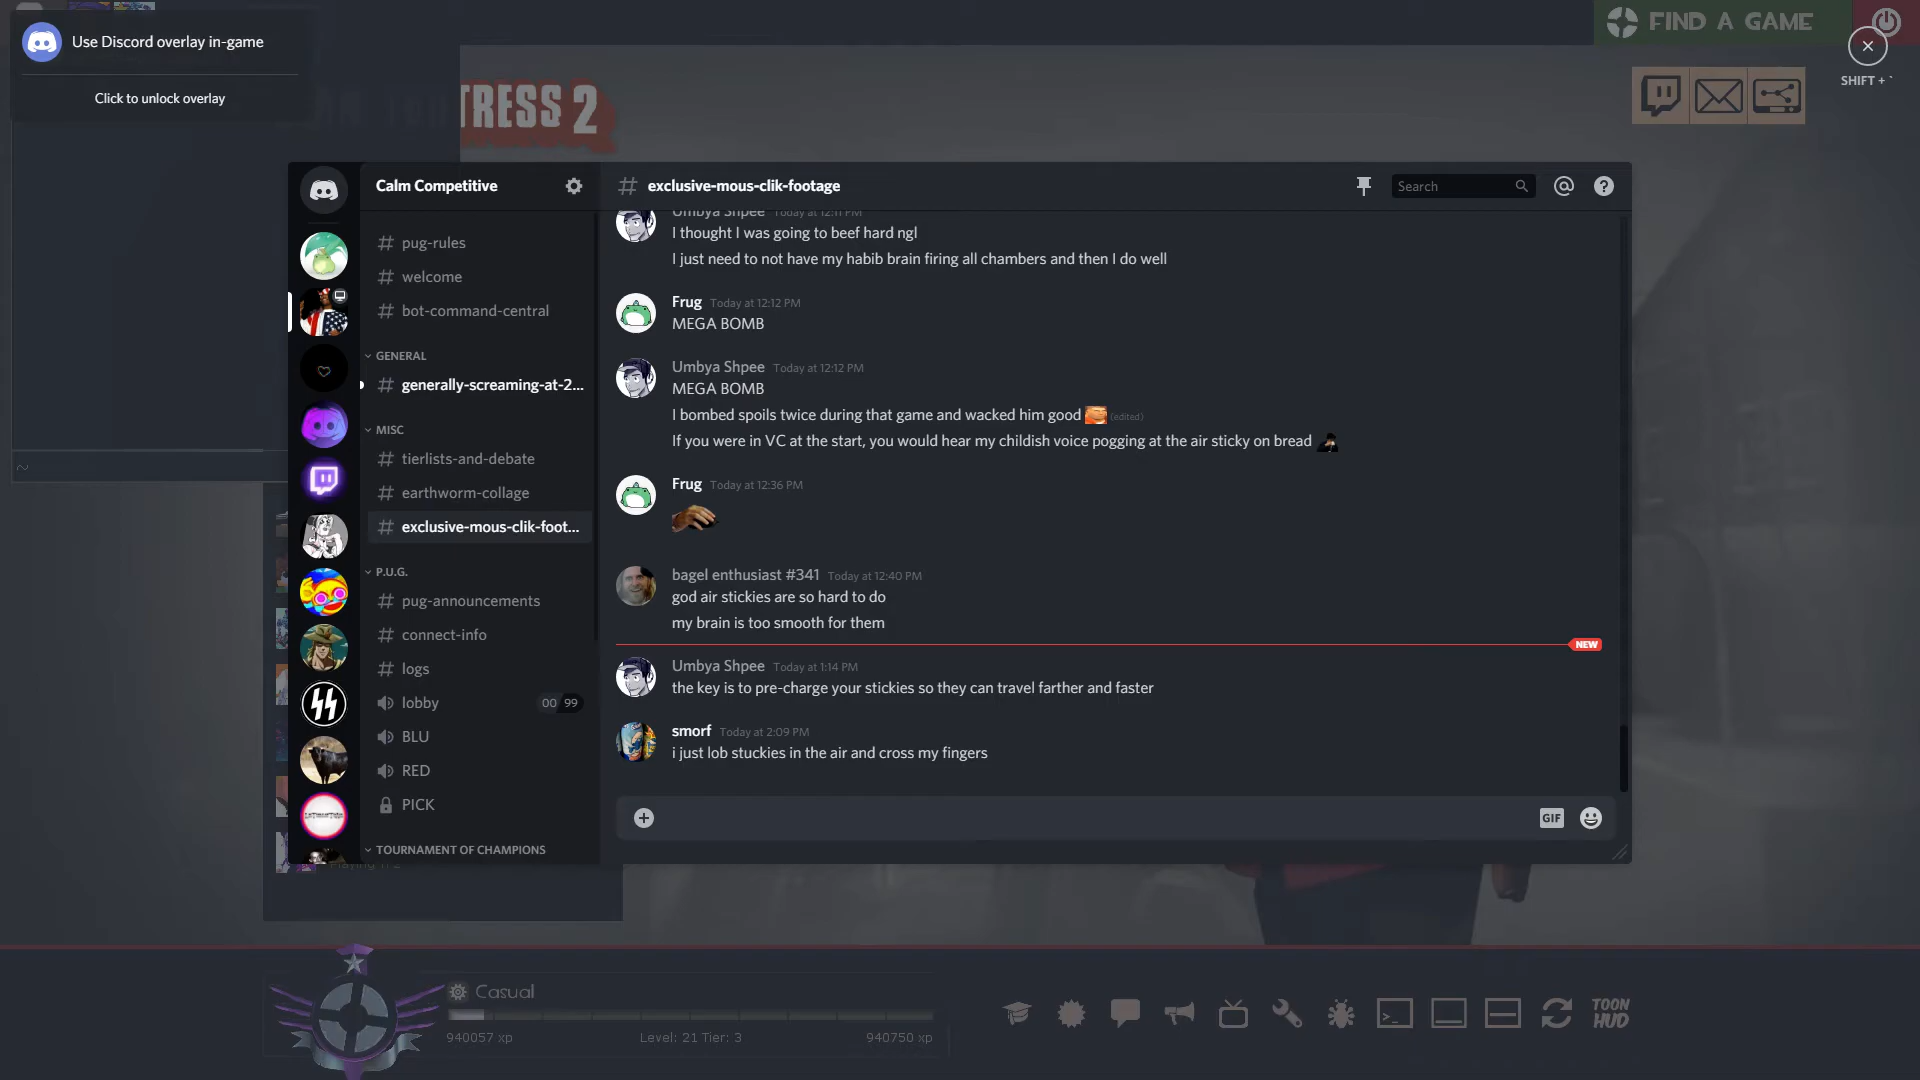 Use Discord overlay in-game
Click to unlock overlay
FIND A GAME
SHIFT + `
TRESS 2
Calm Competitive
# exclusive-mous-clik-footage
Search
# pug-rules
# welcome
# bot-command-central
GENERAL
# generally-screaming-at-2...
MISC
# tierlists-and-debate
# earthworm-collage
# exclusive-mous-clik-foot...
P.U.G.
# pug-announcements
# connect-info
# logs
lobby 00 99
BLU
RED
PICK
TOURNAMENT OF CHAMPIONS
Umbya Shpee Today at 12:11 PM
I thought I was going to beef hard ngl
I just need to not have my habib brain firing all chambers and then I do well
Frug Today at 12:12 PM
MEGA BOMB
Umbya Shpee Today at 12:12 PM
MEGA BOMB
I bombed spoils twice during that game and wacked him good (edited)
If you were in VC at the start, you would hear my childish voice pogging at the air sticky on bread
Frug Today at 12:36 PM
bagel enthusiast #341 Today at 12:40 PM
god air stickies are so hard to do
my brain is too smooth for them
NEW
Umbya Shpee Today at 1:14 PM
the key is to pre-charge your stickies so they can travel farther and faster
smorf Today at 2:09 PM
i just lob stuckies in the air and cross my fingers
GIF
Casual
940057 xp
Level: 21 Tier: 3
940750 xp
TOON
HUD